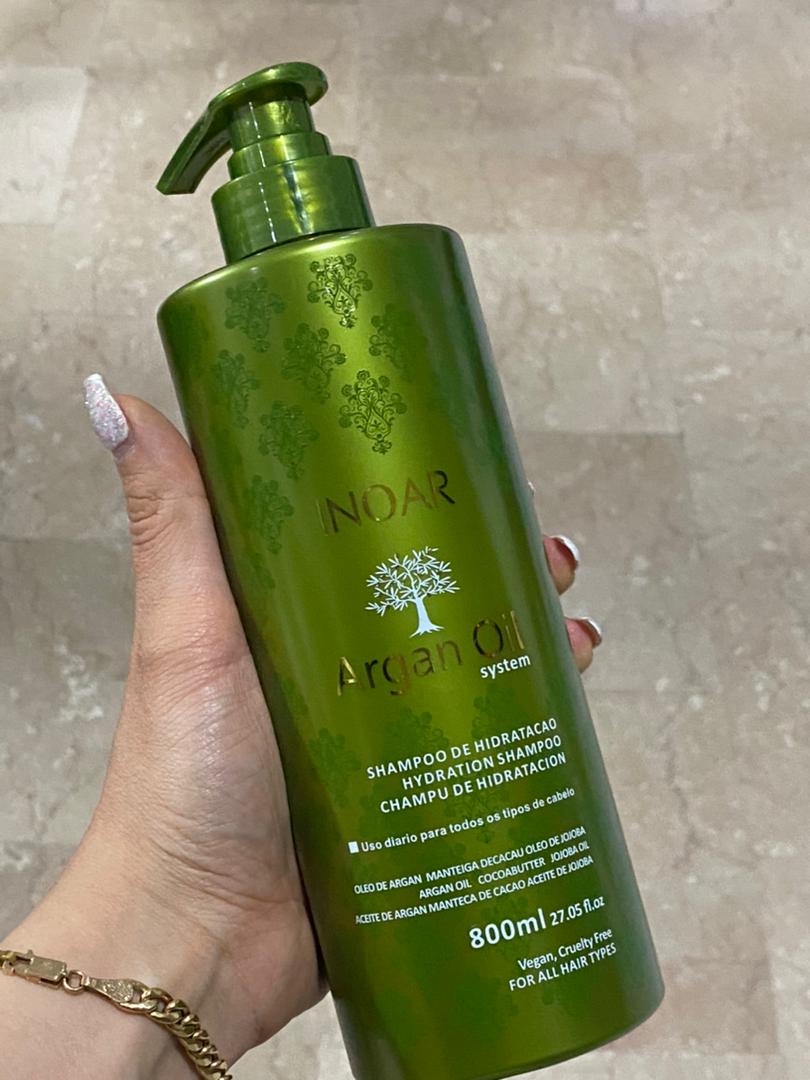 INOAR
Argan Oil
system
SHAMPOO DE HIDRATACAO
HYDRATION SHAMPOO
CHAMPU DE HIDRATACION
Uso diario para todos os tipos de cabelo
OLEO DE ARGAN MANTEIGA DECACAU OLEO DE JOJOBA
ARGAN OIL COCOABUTTER JOJOBA OIL
ACEITE DE ARGAN MANTECA DE CACAO ACEITE DE JOJOBA
800ml 27.05 fl.oz
Vegan, Cruelty Free
FOR ALL HAIR TYPES